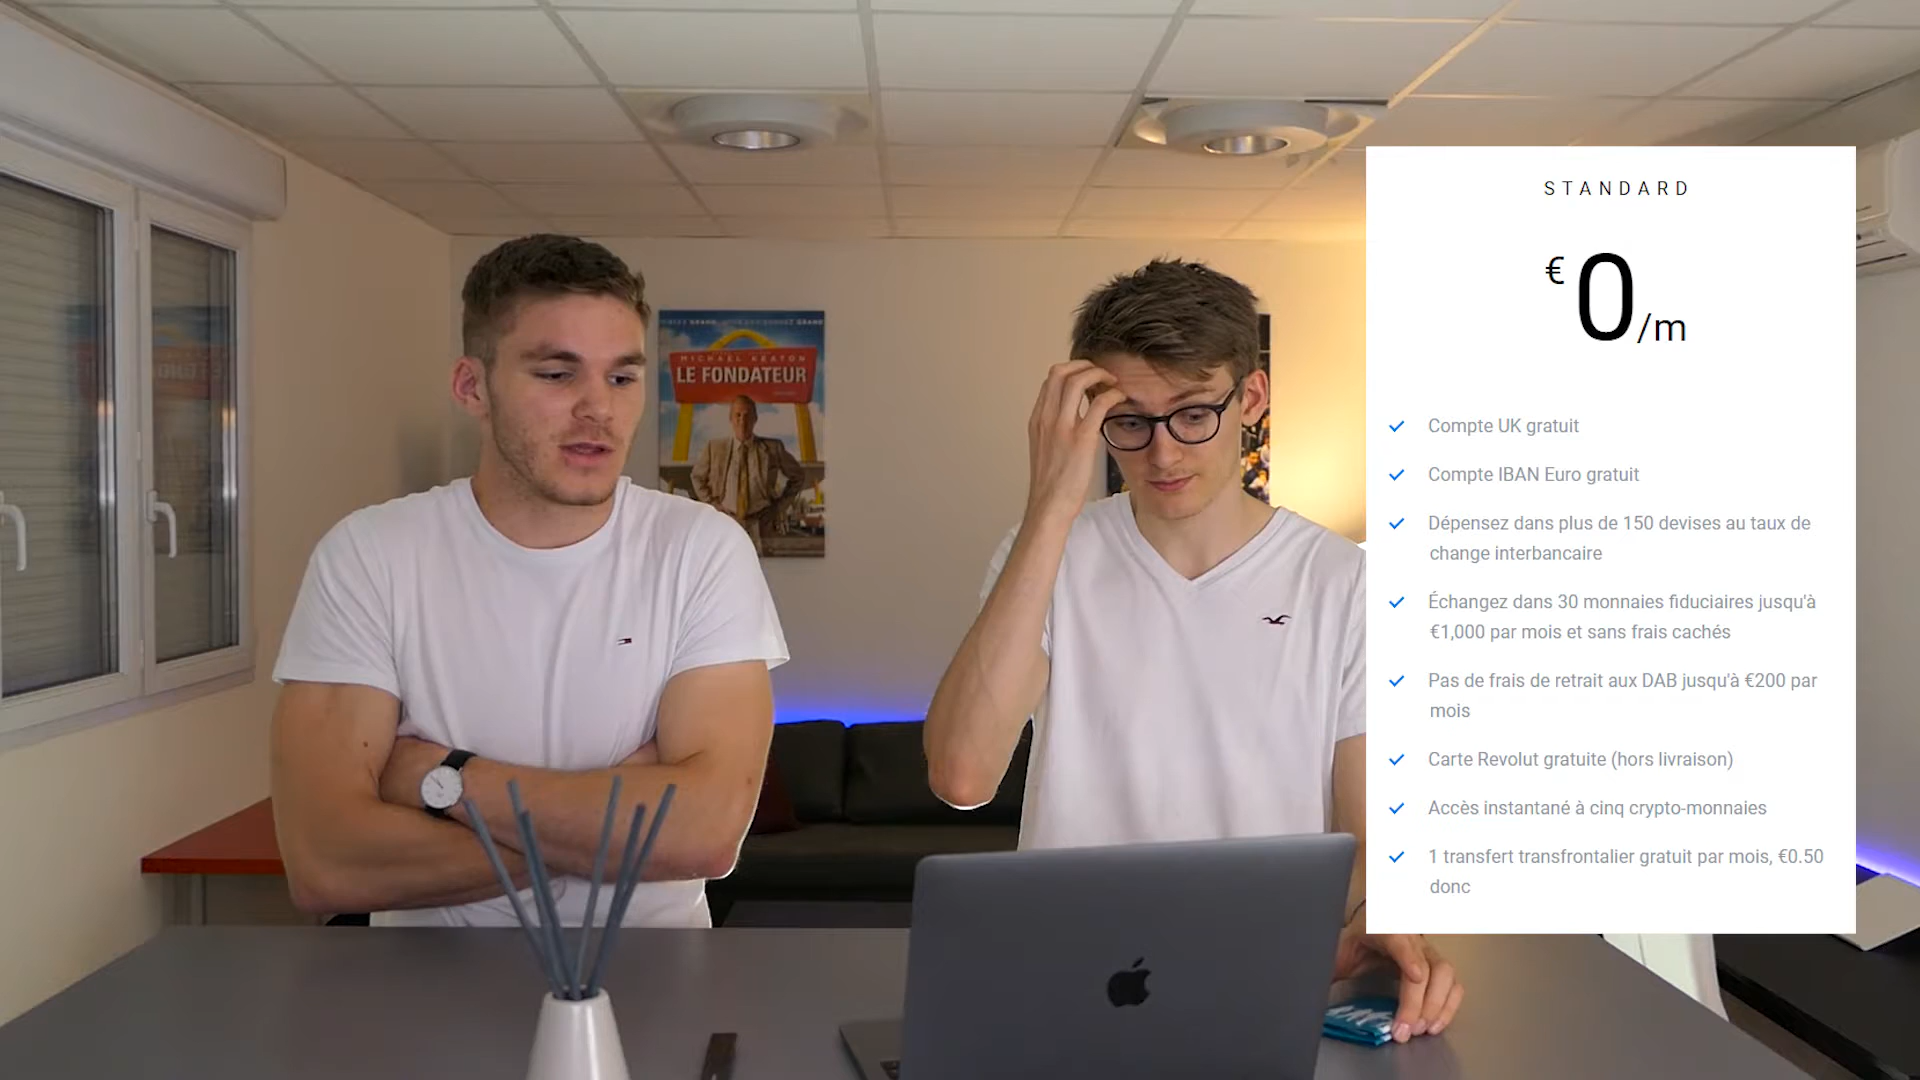 STANDARD
€0/m
Compte UK gratuit
Compte IBAN Euro gratuit
Dépensez dans plus de 150 devises au taux de
change interbancaire
Échangez dans 30 monnaies fiduciaires jusqu'à
€1,000 par mois et sans frais cachés
Pas de frais de retrait aux DAB jusqu'à €200 par
mois
Carte Revolut gratuite (hors livraison)
Accès instantané à cinq crypto-monnaies
1 transfert transfrontalier gratuit par mois, €0.50
donc
MICHAEL KEATON
LE FONDATEUR